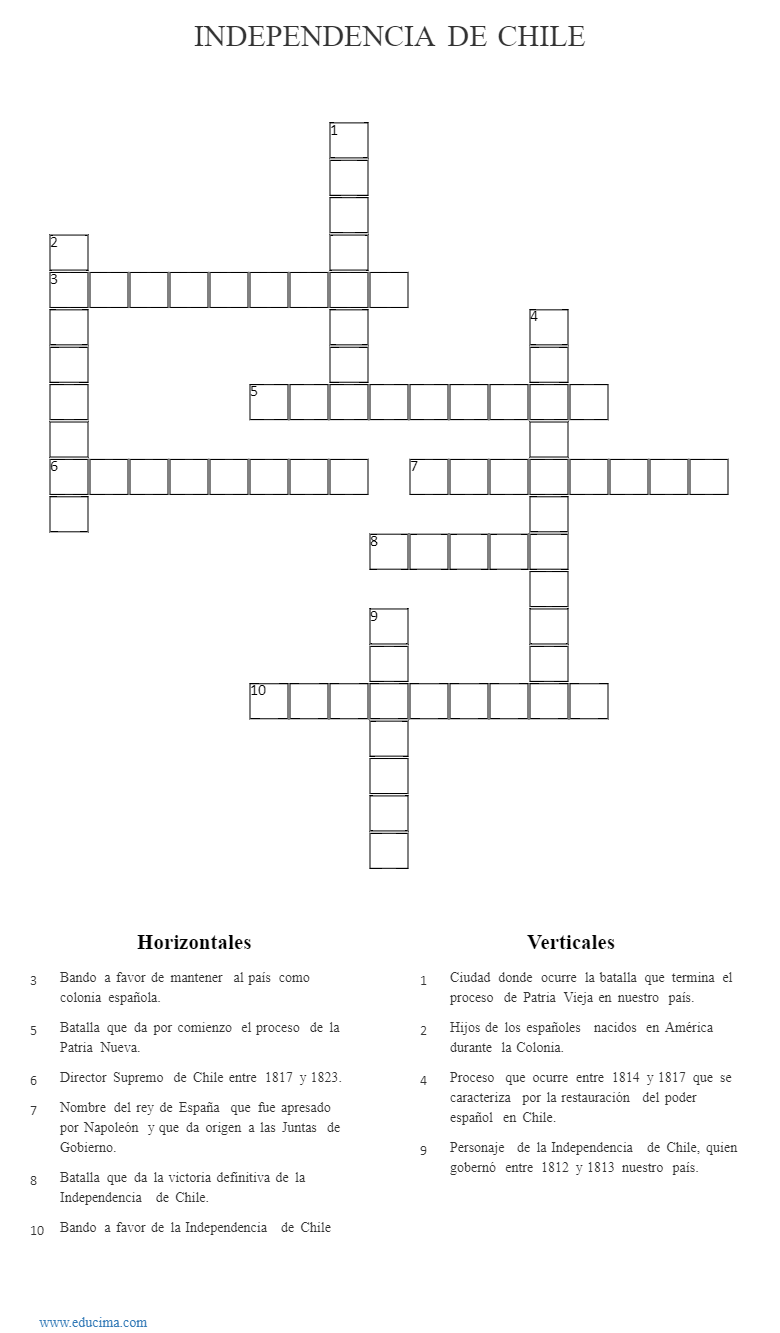 INDEPENDENCIA DE CHILE
1
2
3
4
5
6
7
8
9
10
Horizontales
3 Bando a favor de mantener al país como
colonia española.
5 Batalla que da por comienzo el proceso de la
Patria Nueva.
6 Director Supremo de Chile entre 1817 y 1823.
7 Nombre del rey de España que fue apresado
por Napoleón y que da origen a las Juntas de
Gobierno.
8 Batalla que da la victoria definitiva de la
Independencia de Chile.
10 Bando a favor de la Independencia de Chile
Verticales
1 Ciudad donde ocurre la batalla que termina el
proceso de Patria Vieja en nuestro país.
2 Hijos de los españoles nacidos en América
durante la Colonia.
4 Proceso que ocurre entre 1814 y 1817 que se
caracteriza por la restauración del poder
español en Chile.
9 Personaje de la Independencia de Chile, quien
gobernó entre 1812 y 1813 nuestro país.
www.educima.com